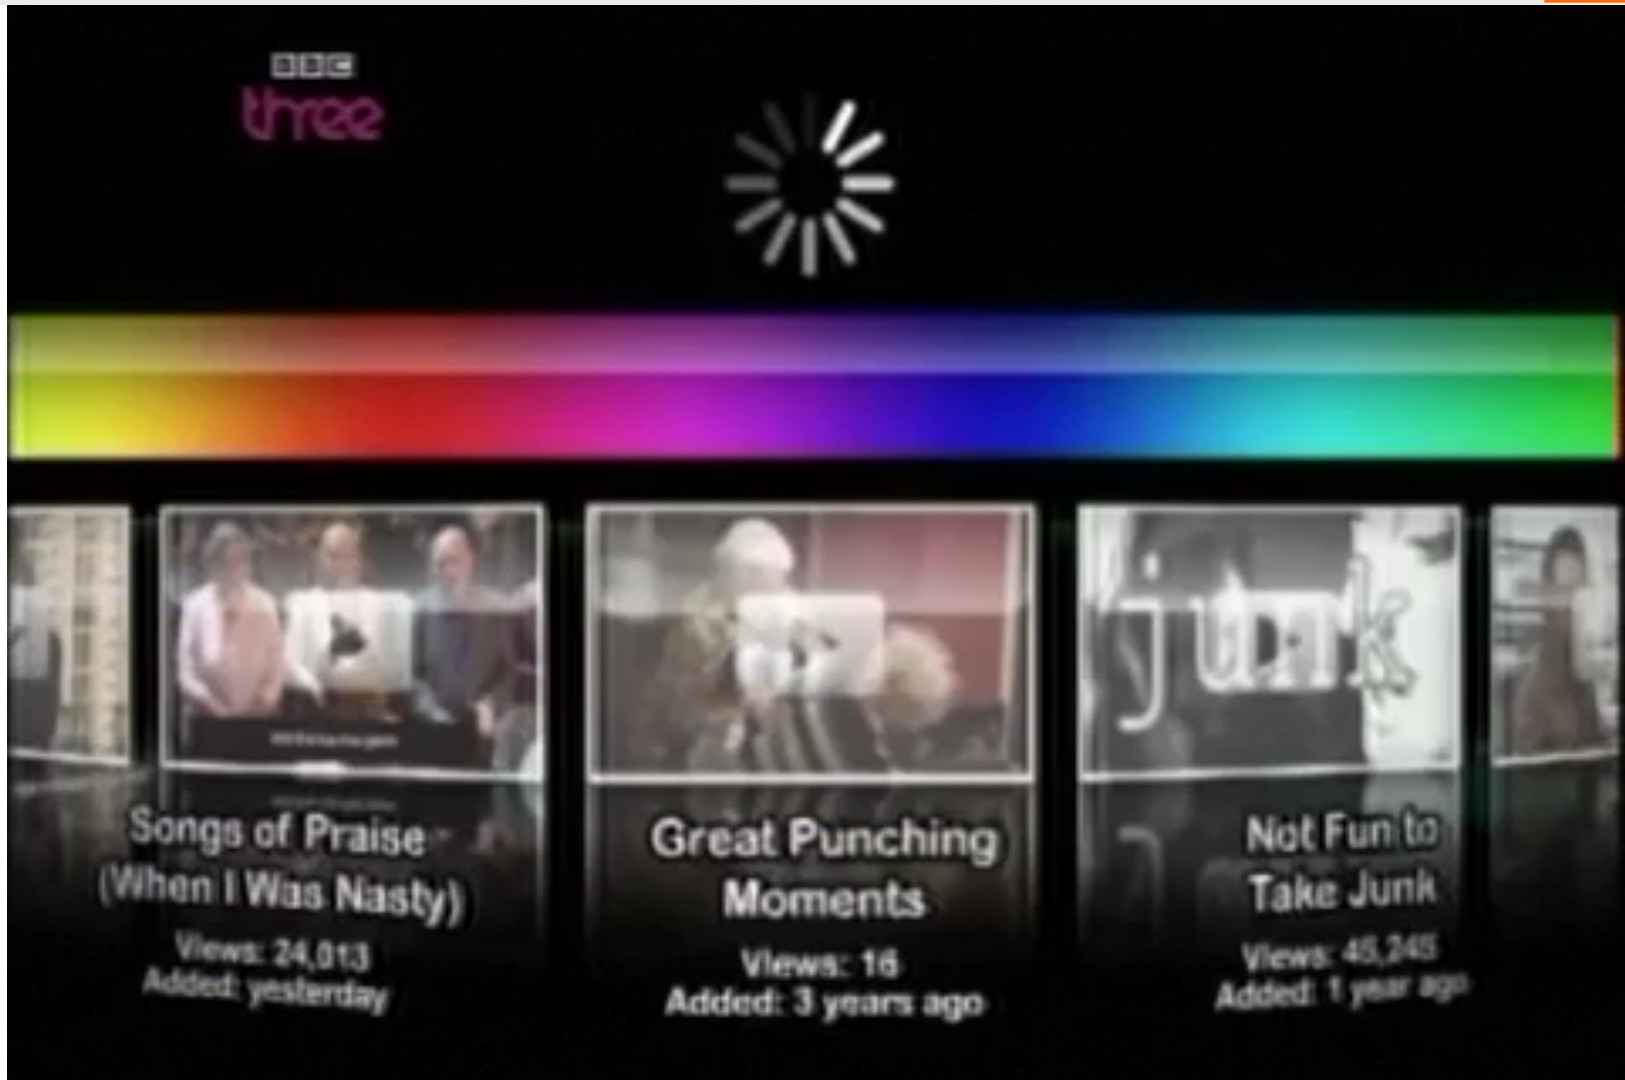 BBC
three
junk
Songs of Praise
(When I Was Nasty)
Views: 24,013
Added: yesterday
Great Punching
Moments
Views: 16
Added: 3 years ago
Not Fun to
Take Junk
Views: 45,245
Added: 1 year ago